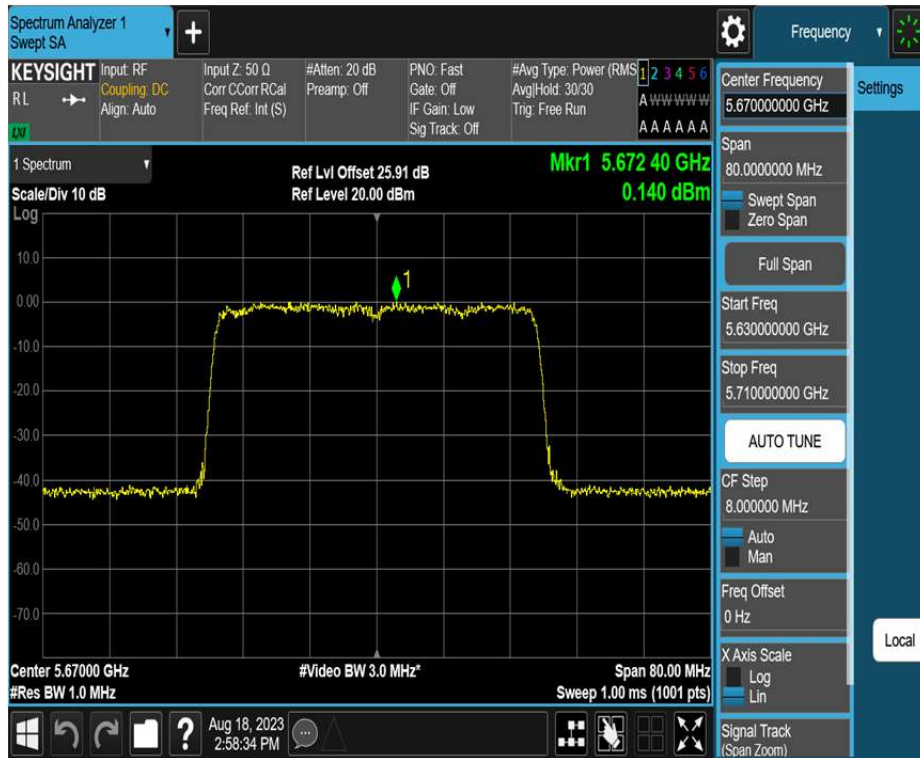 Spectrum Analyzer 1
Swept SA
+
Frequency
KEYSIGHT
R L
LXI
Input: RF
Coupling: DC
Align: Auto
Input Z: 50 Ω
Corr CCorr RCal
Freq Ref: Int (S)
#Atten: 20 dB
Preamp: Off
PNO: Fast
Gate: Off
IF Gain: Low
Sig Track: Off
#Avg Type: Power (RMS
Avg|Hold: 30/30
Trig: Free Run
1 2 3 4 5 6
A W W W W W
A A A A A A
1 Spectrum
Scale/Div 10 dB
Log
Ref Lvl Offset 25.91 dB
Ref Level 20.00 dBm
Mkr1 5.672 40 GHz
0.140 dBm
1
10.0
0.00
-10.0
-20.0
-30.0
-40.0
-50.0
-60.0
-70.0
Center 5.67000 GHz
#Res BW 1.0 MHz
#Video BW 3.0 MHz*
Span 80.00 MHz
Sweep 1.00 ms (1001 pts)
?
Aug 18, 2023
2:58:34 PM
Center Frequency
5.670000000 GHz
Span
80.0000000 MHz
Swept Span
Zero Span
Full Span
Start Freq
5.630000000 GHz
Stop Freq
5.710000000 GHz
AUTO TUNE
CF Step
8.000000 MHz
Auto
Man
Freq Offset
0 Hz
X Axis Scale
Log
Lin
Signal Track
(Span Zoom)
Settings
Local